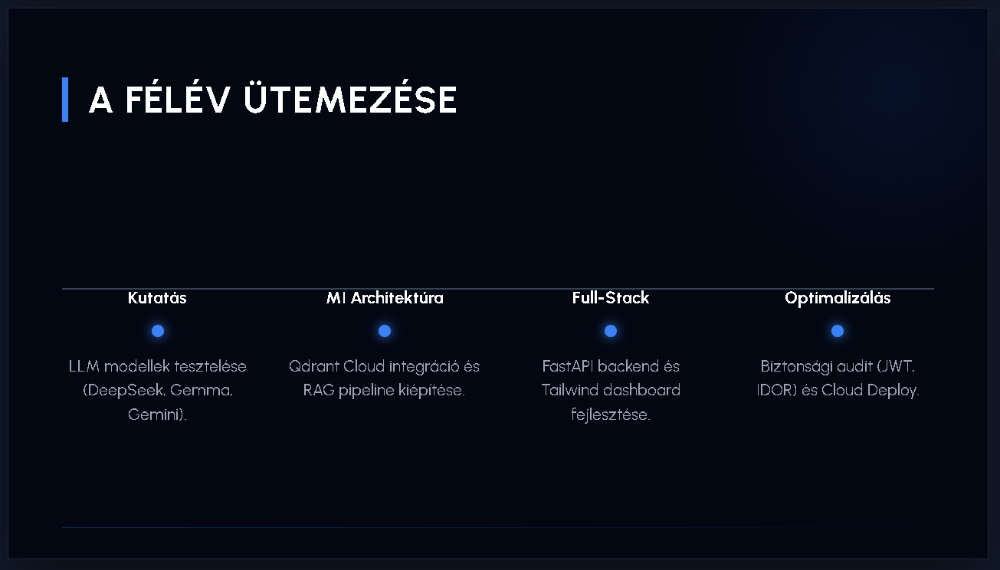 A FÉLÉV ÜTEMEZÉSE
Kutatás
LLM modellek tesztelése
(DeepSeek, Gemma,
Gemini).
MI Architektúra
Qdrant Cloud integráció és
RAG pipeline kiépítése.
Full-Stack
FastAPI backend és
Tailwind dashboard
fejlesztése.
Optimalizálás
Biztonsági audit (JWT,
IDOR) és Cloud Deploy.